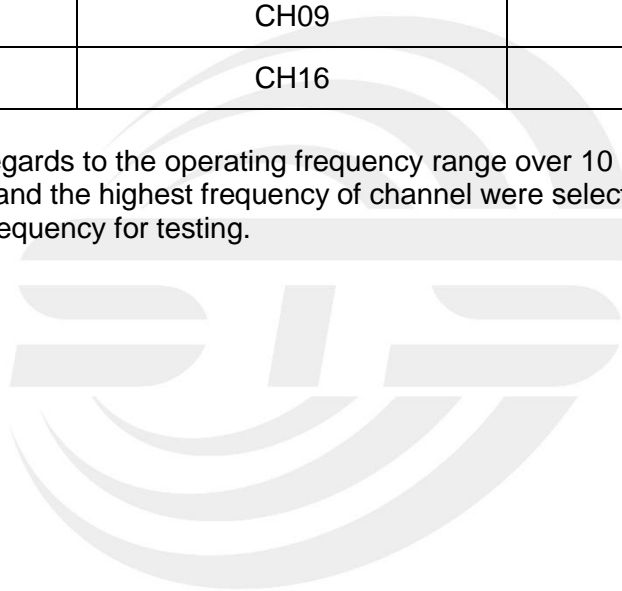 CH09
CH16
egards to the operating frequency range over 10
and the highest frequency of channel were select
equency for testing.